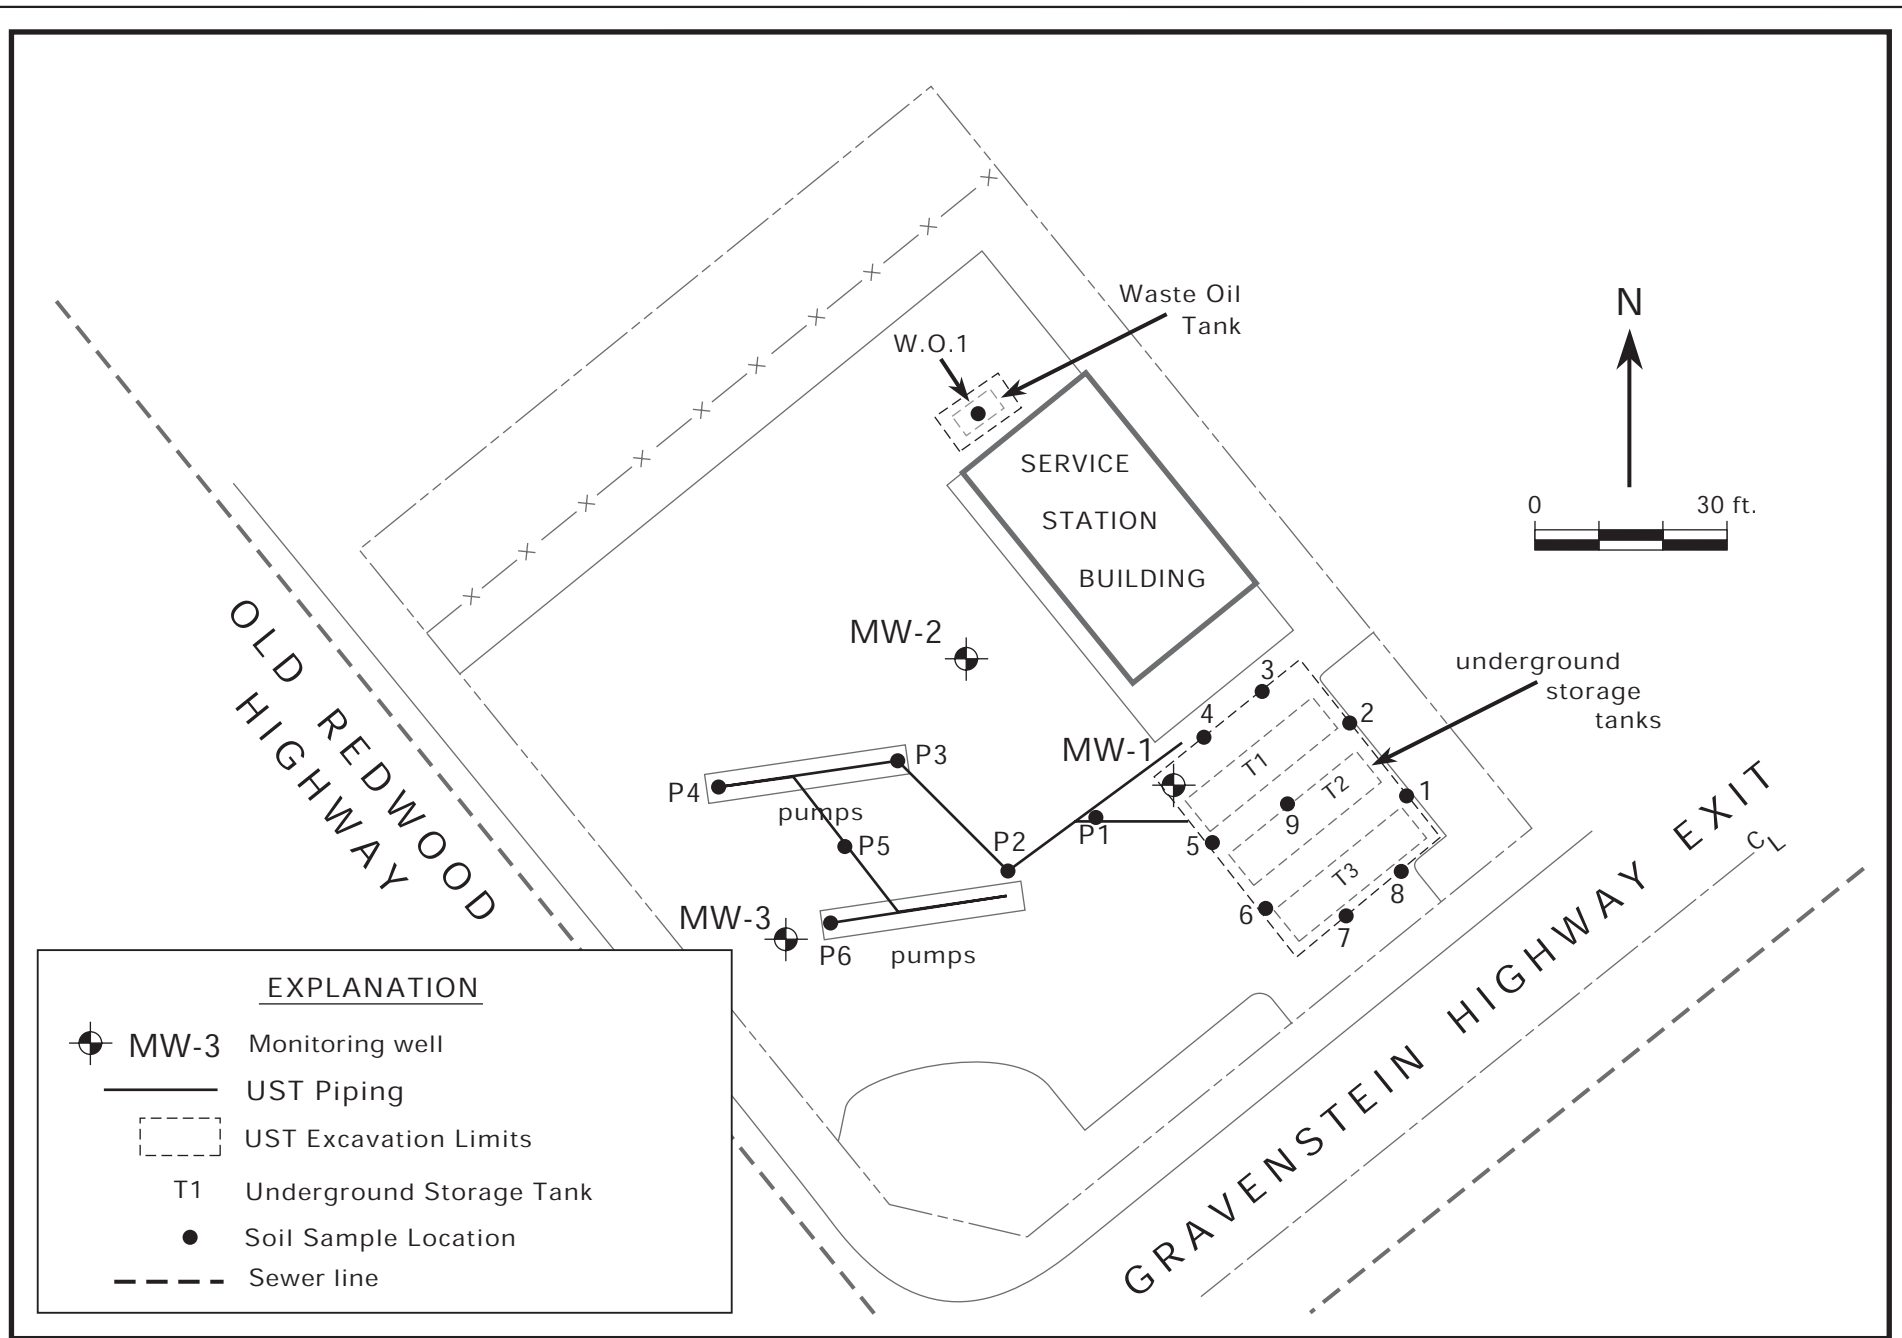 Waste Oil
Tank
W.O.1
N
0 30 ft.
SERVICE
STATION
BUILDING
OLD REDWOOD
HIGHWAY
MW-2
underground
storage
tanks
3
2
4
MW-1
T1
T2
1
P3
P4
pumps
P5
P2
P1
9
5
T3
8
6
7
MW-3
P6
pumps
GRAVENSTEIN HIGHWAY EXIT
CL
EXPLANATION
MW-3 Monitoring well
UST Piping
UST Excavation Limits
T1 Underground Storage Tank
Soil Sample Location
Sewer line